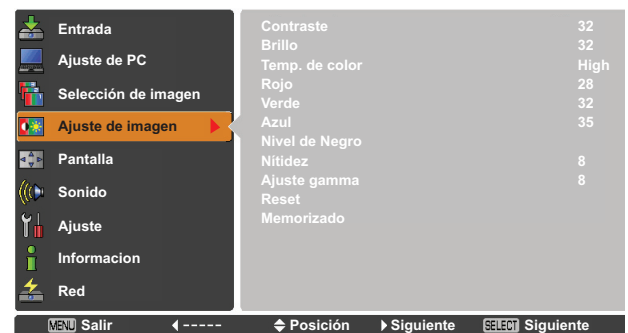 Entrada
Ajuste de PC
Selección de imagen
Ajuste de imagen
Pantalla
Sonido
Ajuste
Informacion
Red
Contraste 32
Brillo 32
Temp. de color High
Rojo 28
Verde 32
Azul 35
Nivel de Negro
Nitidez 8
Ajuste gamma 8
Reset
Memorizado
MENU Salir ----- Posición Siguiente SELECT Siguiente